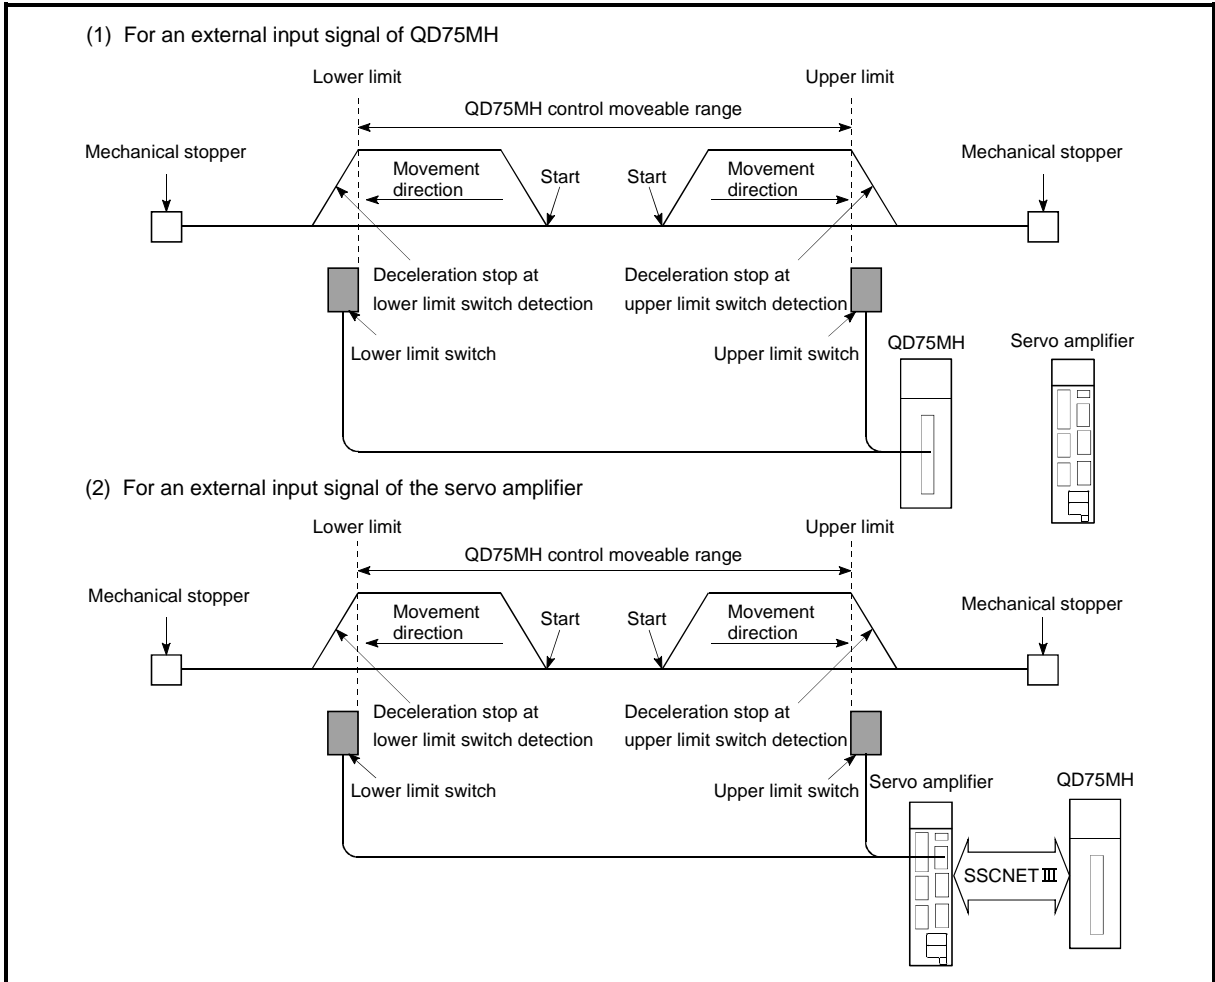 (1) For an external input signal of QD75MH
Lower limit
Upper limit
QD75MH control moveable range
Mechanical stopper
Mechanical stopper
Movement
direction
Start
Start
Movement
direction
Deceleration stop at
lower limit switch detection
Deceleration stop at
upper limit switch detection
Lower limit switch
Upper limit switch
QD75MH
Servo amplifier
(2) For an external input signal of the servo amplifier
Lower limit
Upper limit
QD75MH control moveable range
Mechanical stopper
Mechanical stopper
Movement
direction
Start
Start
Movement
direction
Deceleration stop at
lower limit switch detection
Deceleration stop at
upper limit switch detection
Lower limit switch
Upper limit switch
Servo amplifier
QD75MH
SSCNETⅢ